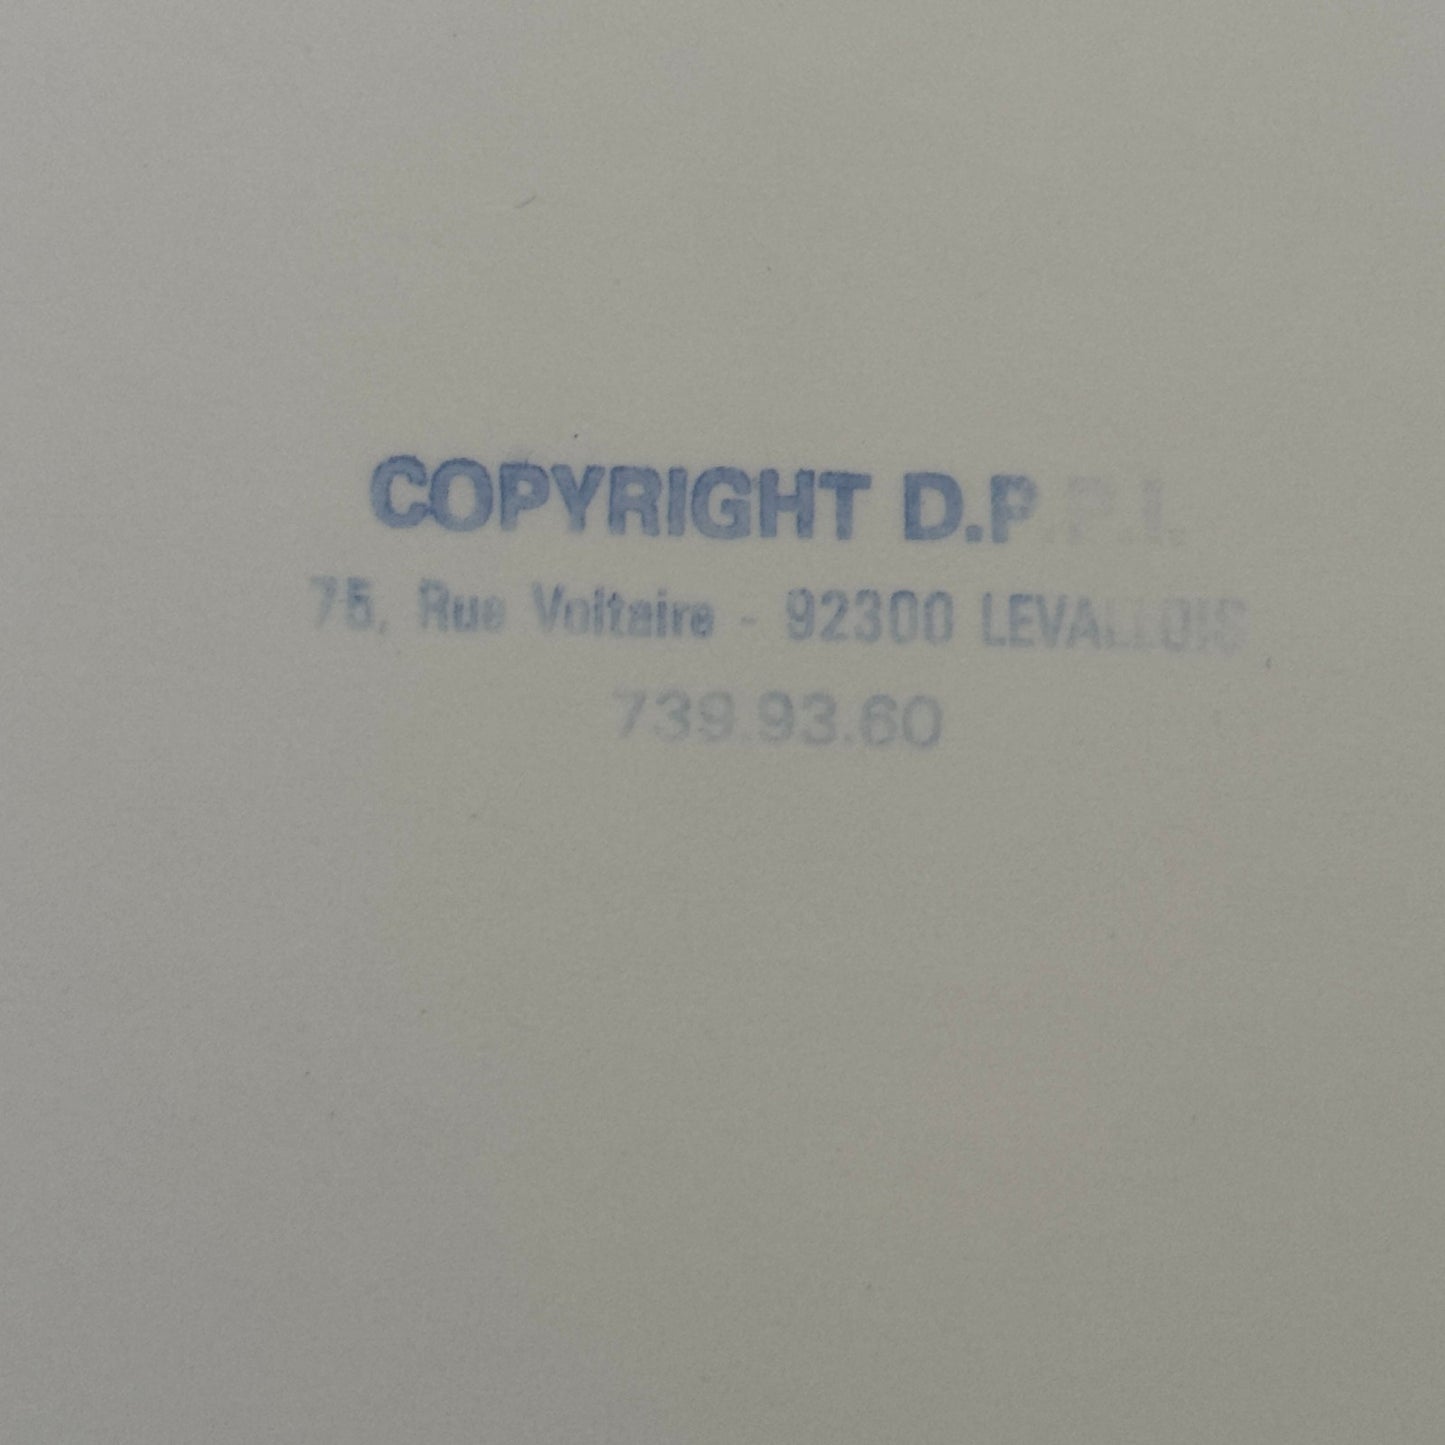 COPYRIGHT D.P.P.I.
75, Rue Voltaire - 92300 LEVALLOIS
739.93.60